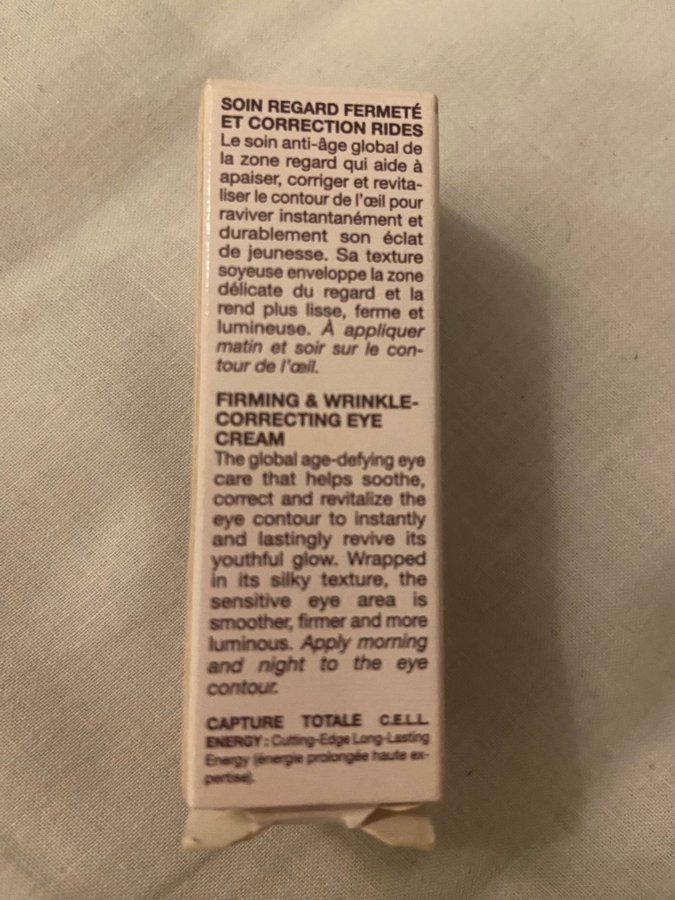 SOIN REGARD FERMETÉ
ET CORRECTION RIDES
Le soin anti-âge global de
la zone regard qui aide à
apaiser, corriger et revita-
liser le contour de l'œil pour
raviver instantanément et
durablement son éclat
de jeunesse. Sa texture
soyeuse enveloppe la zone
délicate du regard et la
rend plus lisse, ferme et
lumineuse. À appliquer
matin et soir sur le con-
tour de l'œil.
FIRMING & WRINKLE-
CORRECTING EYE
CREAM
The global age-defying eye
care that helps soothe,
correct and revitalize the
eye contour to instantly
and lastingly revive its
youthful glow. Wrapped
in its silky texture, the
sensitive eye area is
smoother, firmer and more
luminous. Apply morning
and night to the eye
contour.
CAPTURE TOTALE C.E.L.L.
ENERGY : Cutting-Edge Long-Lasting
Energy (énergie prolongée haute ex-
pertise).